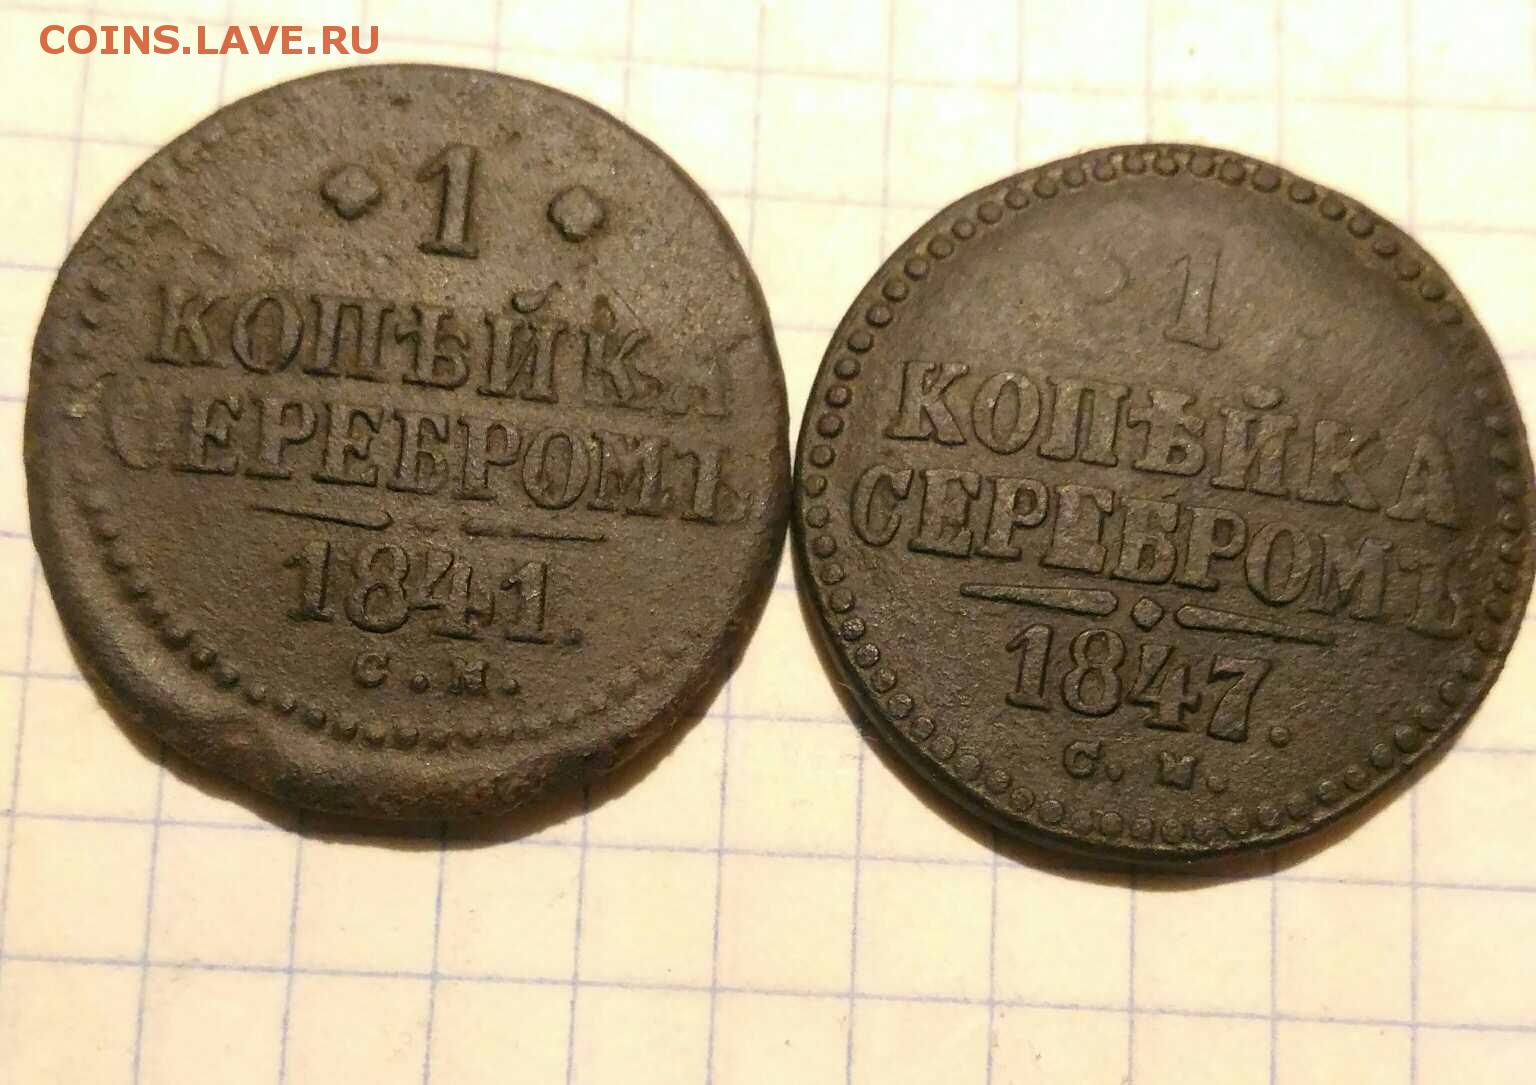 COINS.LAVE.RU
1
КОПѢЙКА
СЕРЕБРОМЪ
1841.
С.М.
1
КОПѢЙКА
СЕРЕБРОМЪ
1847.
С.М.